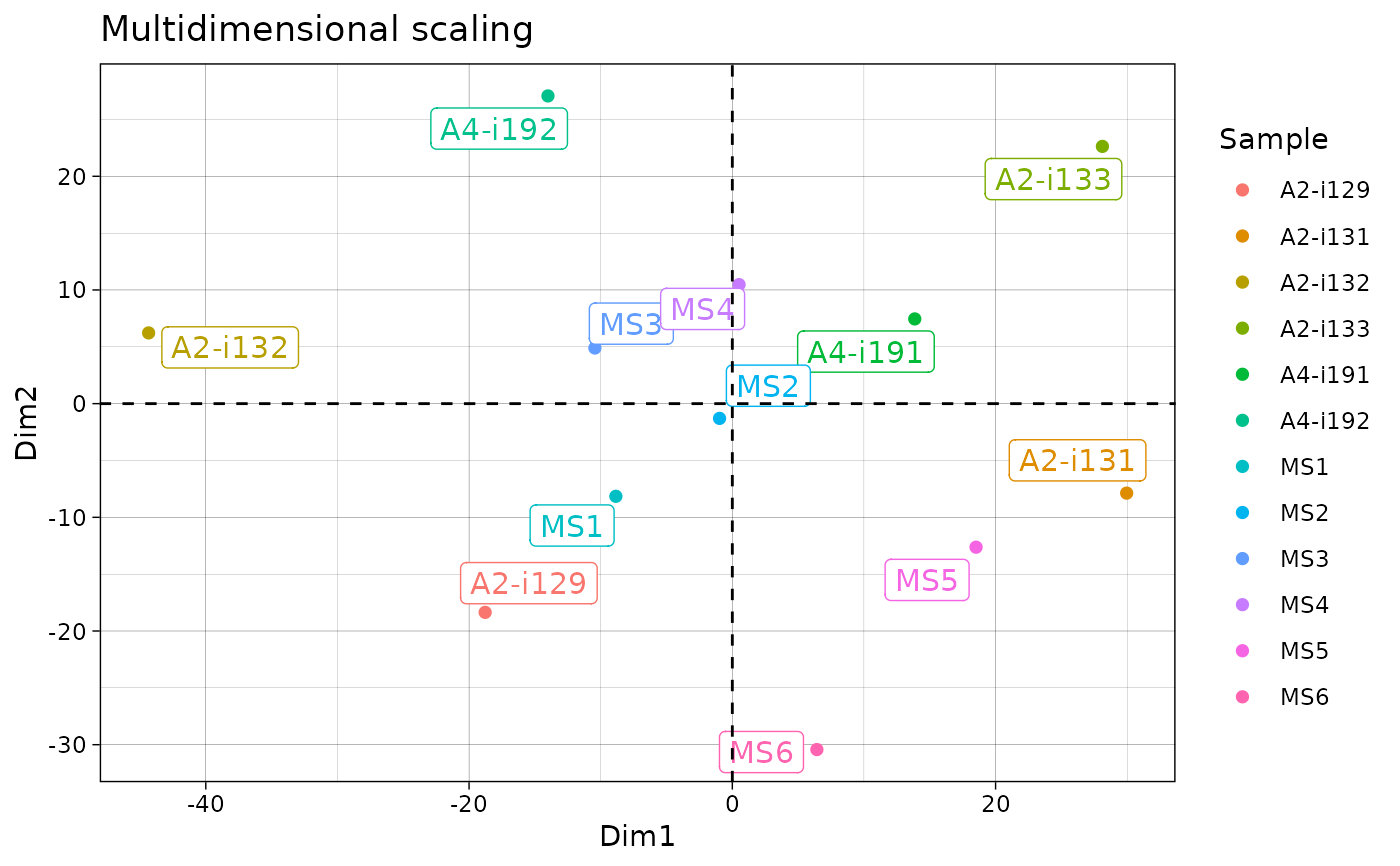 Multidimensional scaling
A4-i192
A2-i133
MS4
MS3
A2-i132
A4-i191
MS2
A2-i131
MS1
MS5
A2-i129
MS6
20
10
0
-10
-20
-30
-40
-20
0
20
Dim1
Dim2
Sample
A2-i129
A2-i131
A2-i132
A2-i133
A4-i191
A4-i192
MS1
MS2
MS3
MS4
MS5
MS6